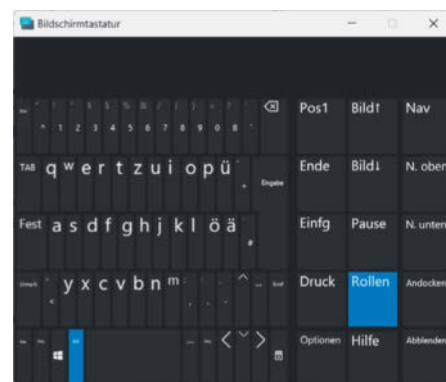 Bildschirmtastatur
Pos1 Bild↑ Nav
1 2 3 4 5 6 7 8 9 0
TAB q w e r t z u i o p ü + Eingabe Ende Bild↓ N. oben
Fest a s d f g h j k l ö ä # Einfg Pause N. unten
< y x c v b n m Druck Rollen Andocken
Optionen Hilfe Abblenden